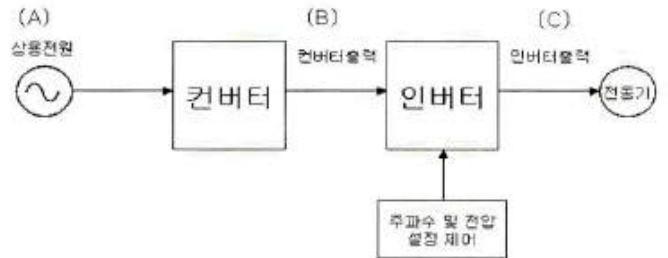 (A)
(B)
(C)
상용전원
컨버터출력
인버터출력
컨버터
인버터
전동기
주파수 및 전압
설정 제어